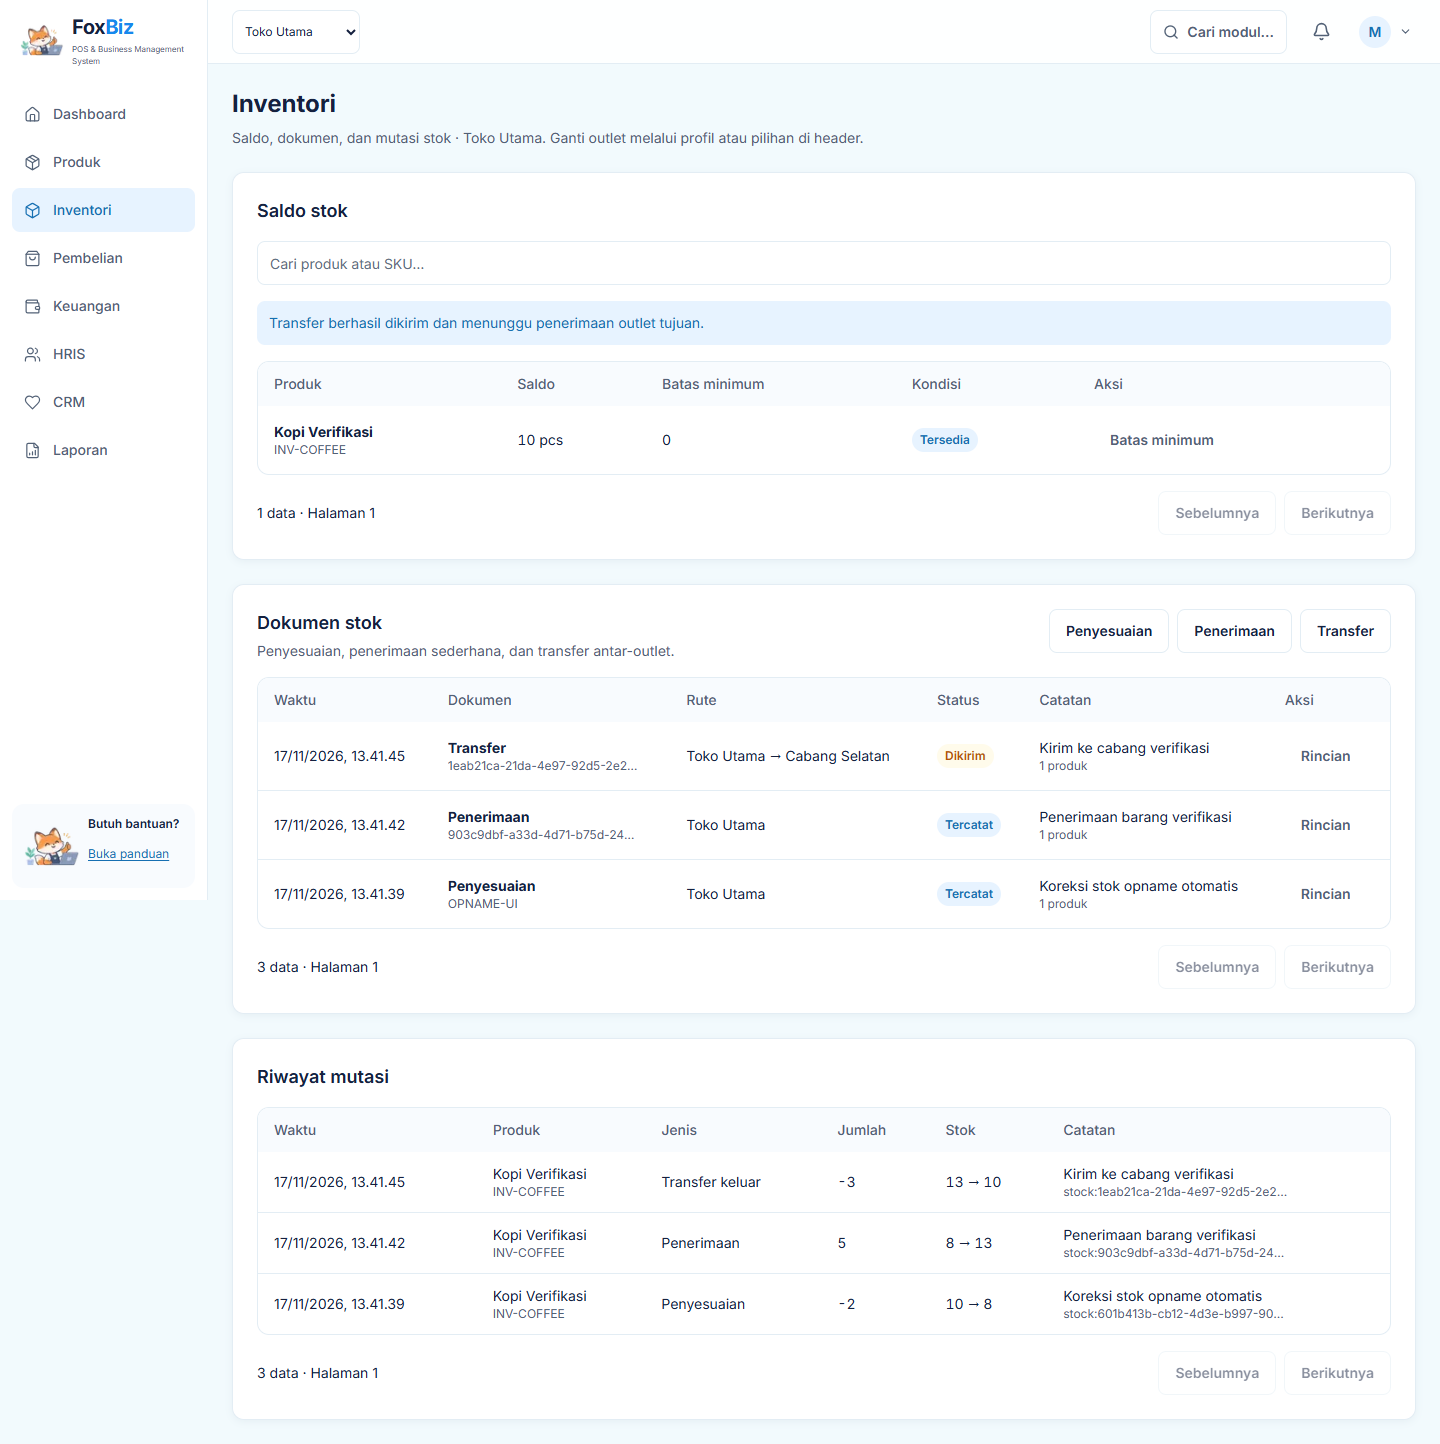 FoxBiz
POS & Business Management
System
Toko Utama
Cari modul...
M
Dashboard
Produk
Inventori
Pembelian
Keuangan
HRIS
CRM
Laporan
Butuh bantuan?
Buka panduan
Inventori
Saldo, dokumen, dan mutasi stok · Toko Utama. Ganti outlet melalui profil atau pilihan di header.
Saldo stok
Cari produk atau SKU...
Transfer berhasil dikirim dan menunggu penerimaan outlet tujuan.
Produk Saldo Batas minimum Kondisi Aksi
Kopi Verifikasi
INV-COFFEE
10 pcs 0 Tersedia Batas minimum
1 data · Halaman 1
Sebelumnya Berikutnya
Dokumen stok
Penyesuaian, penerimaan sederhana, dan transfer antar-outlet.
Penyesuaian Penerimaan Transfer
Waktu Dokumen Rute Status Catatan Aksi
17/11/2026, 13.41.45 Transfer Toko Utama → Cabang Selatan Dikirim Kirim ke cabang verifikasi Rincian
1eab21ca-21da-4e97-92d5-2e2... 1 produk
17/11/2026, 13.41.42 Penerimaan Toko Utama Tercatat Penerimaan barang verifikasi Rincian
903c9dbf-a33d-4d71-b75d-24... 1 produk
17/11/2026, 13.41.39 Penyesuaian Toko Utama Tercatat Koreksi stok opname otomatis Rincian
OPNAME-UI 1 produk
3 data · Halaman 1
Sebelumnya Berikutnya
Riwayat mutasi
Waktu Produk Jenis Jumlah Stok Catatan
17/11/2026, 13.41.45 Kopi Verifikasi Transfer keluar -3 13 → 10 Kirim ke cabang verifikasi
INV-COFFEE stock:1eab21ca-21da-4e97-92d5-2e2...
17/11/2026, 13.41.42 Kopi Verifikasi Penerimaan 5 8 → 13 Penerimaan barang verifikasi
INV-COFFEE stock:903c9dbf-a33d-4d71-b75d-24...
17/11/2026, 13.41.39 Kopi Verifikasi Penyesuaian -2 10 → 8 Koreksi stok opname otomatis
INV-COFFEE stock:601b413b-cb12-4d3e-b997-90...
3 data · Halaman 1
Sebelumnya Berikutnya